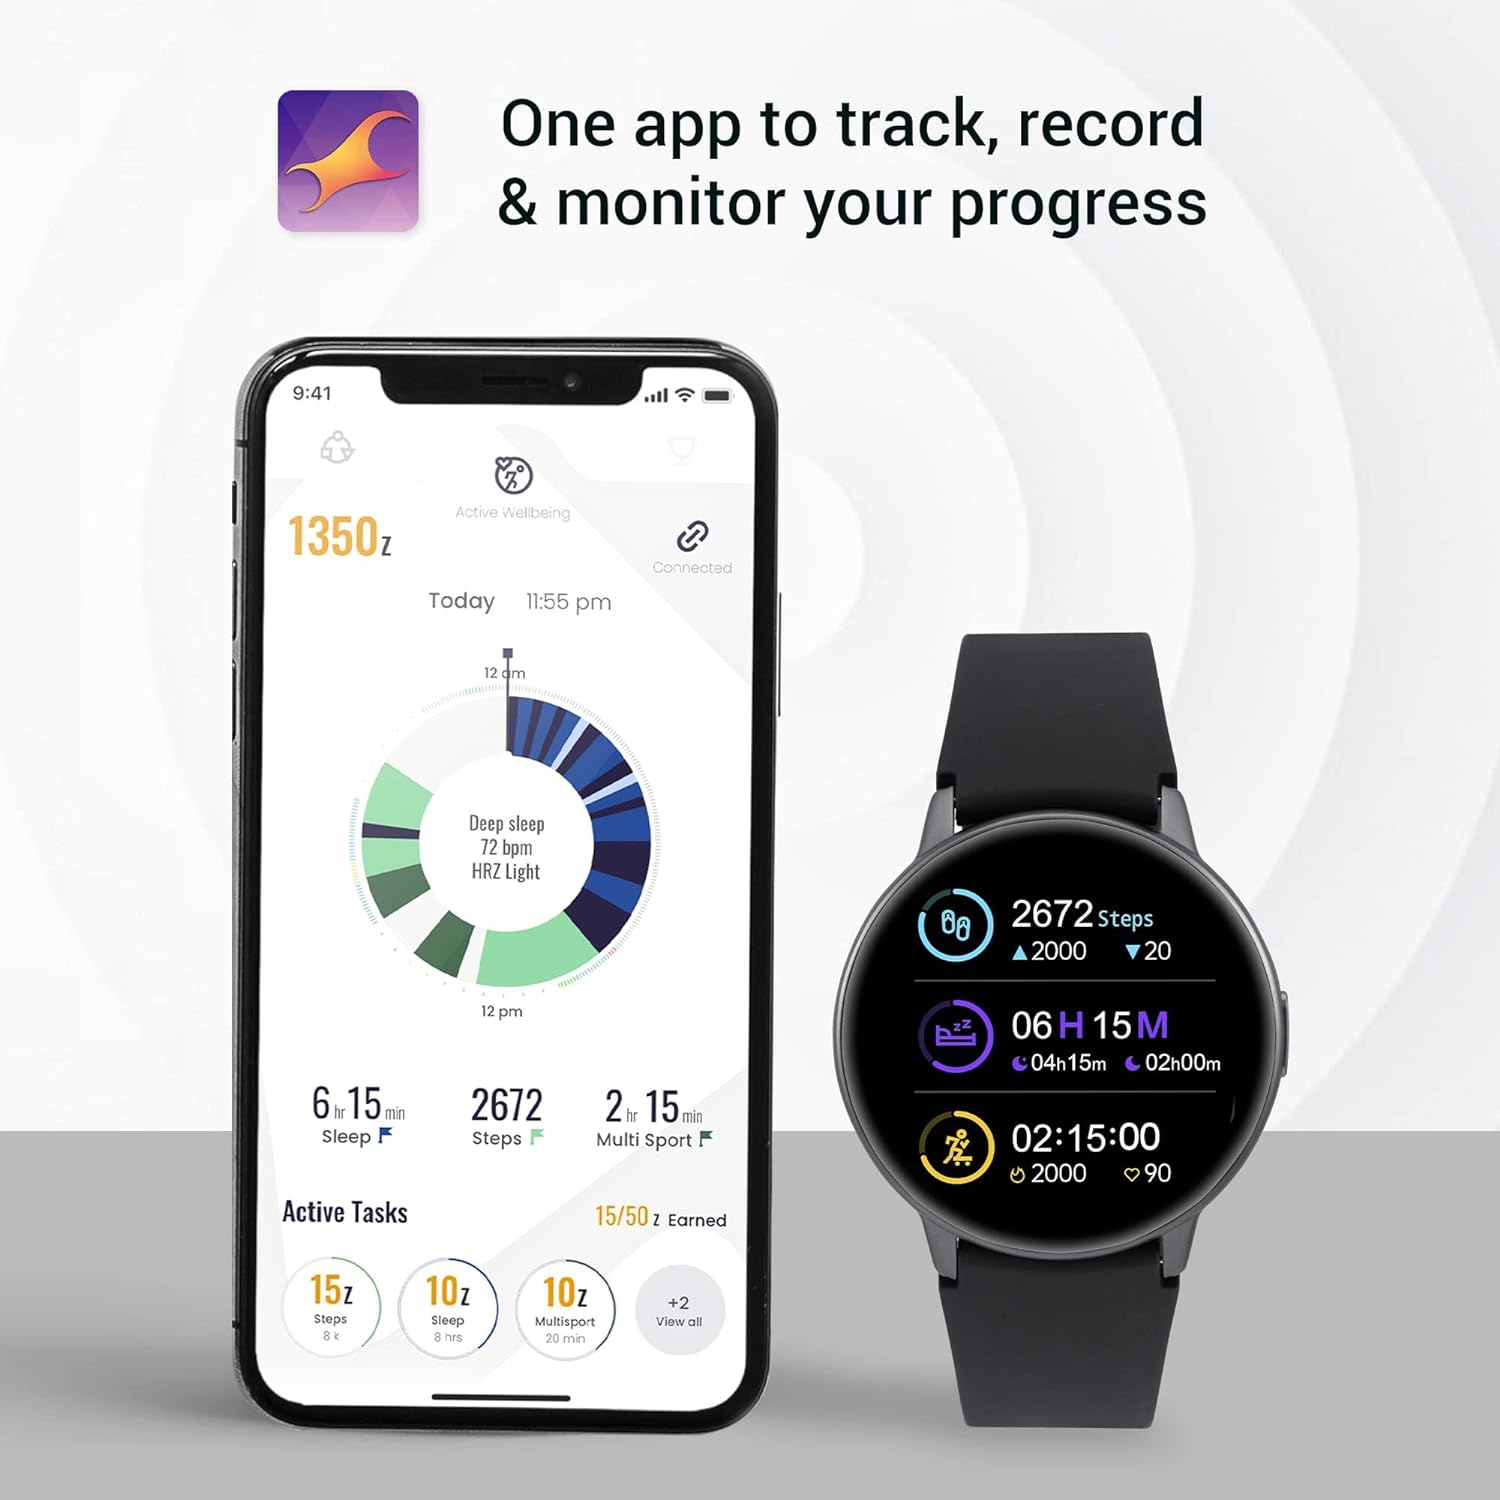 One app to track, record
& monitor your progress
9:41
Active Wellbeing
1350z
Connected
Today 11:55 pm
12 am
Deep sleep
72 bpm
HRZ Light
12 pm
6 hr 15 min
Sleep
2672
Steps
2 hr 15 min
Multi Sport
Active Tasks
15/50 z Earned
15z
Steps
8 k
10z
Sleep
8 hrs
10z
Multisport
20 min
+2
View all
2672 Steps
▲2000 ▼20
06 H 15 M
04h15m 02h00m
02:15:00
2000 90